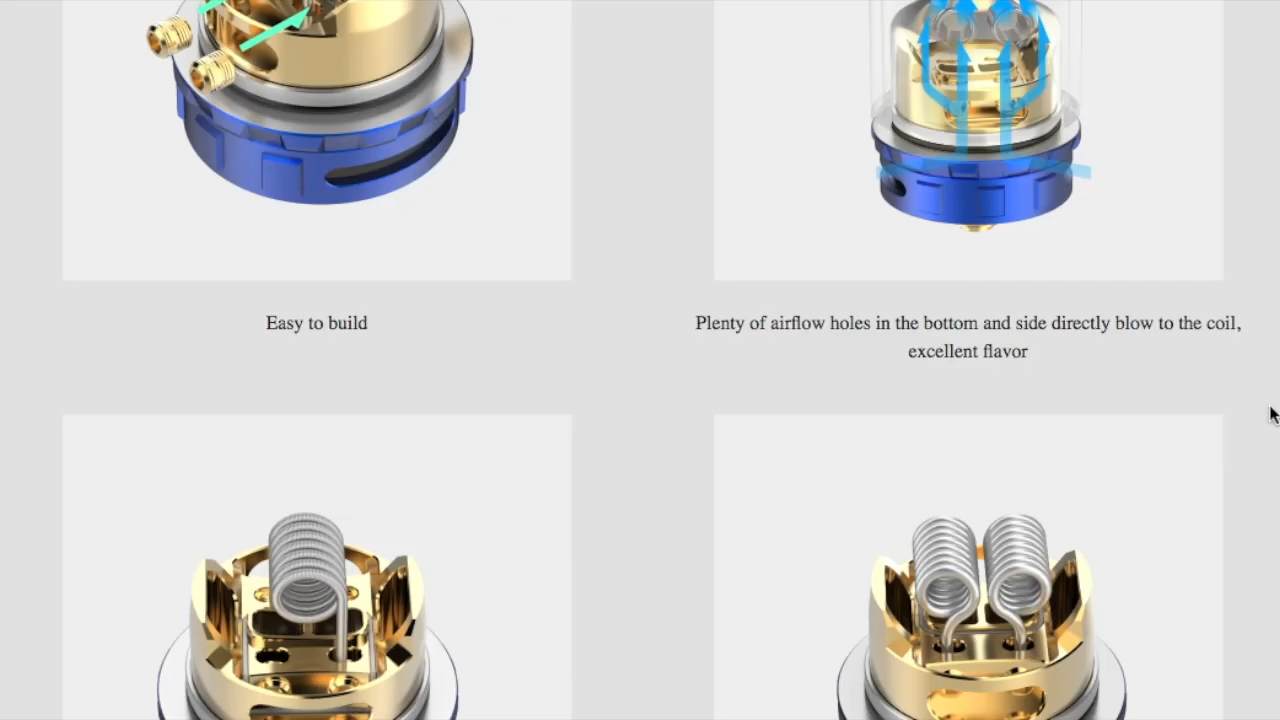 Easy to build
Plenty of airflow holes in the bottom and side directly blow to the coil,
excellent flavor